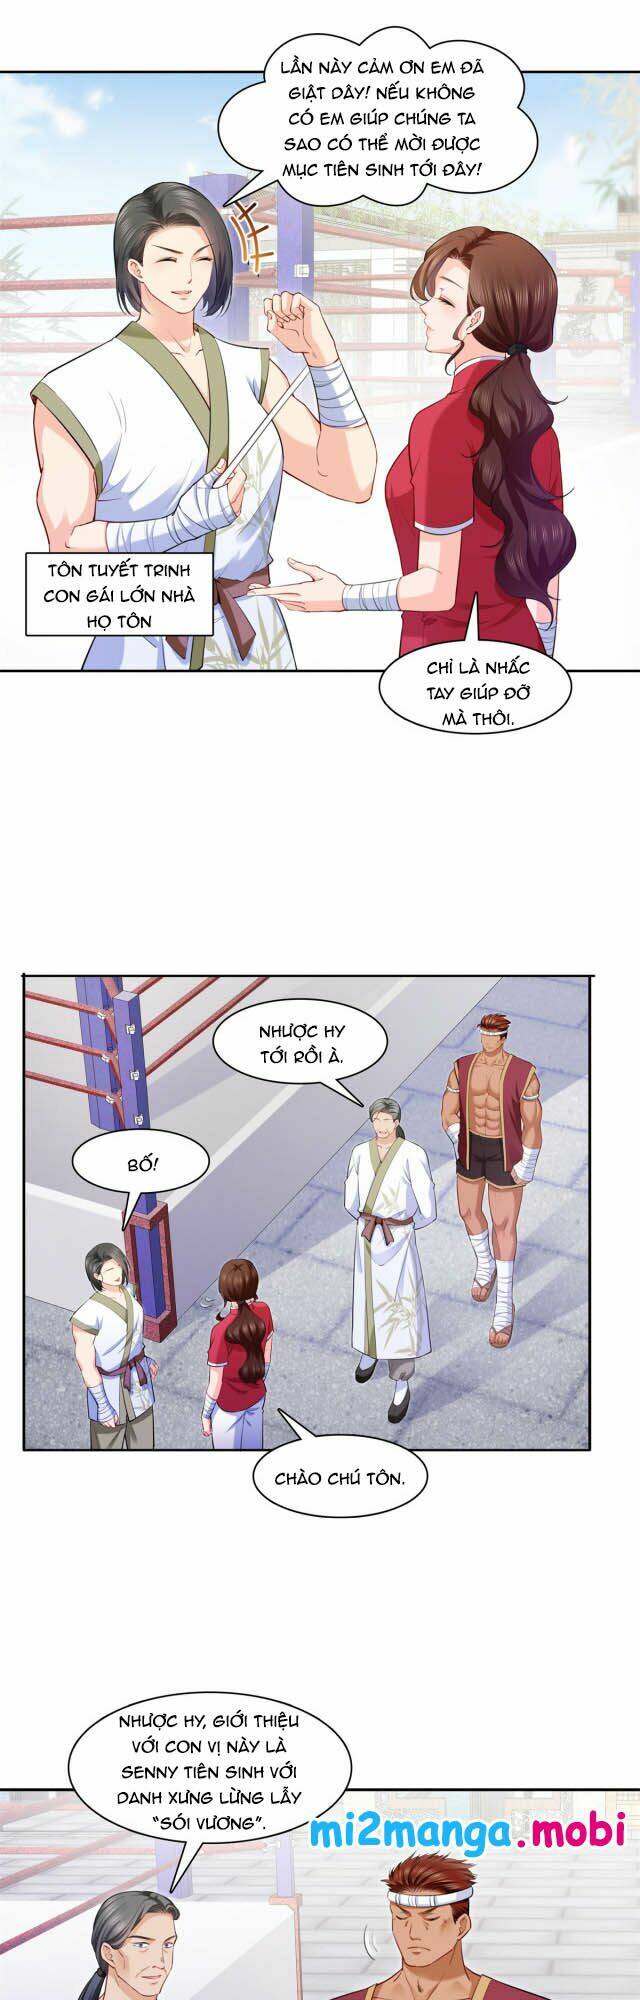 LẦN NÀY CẢM ƠN EM ĐÃ
GIẬT DÂY! NẾU KHÔNG
CÓ EM GIÚP CHÚNG TA
SAO CÓ THỂ MỜI ĐƯỢC
MỤC TIÊN SINH TỚI ĐÂY!
TÔN TUYẾT TRINH
CON GÁI LỚN NHÀ
HỌ TÔN
CHỈ LÀ NHẤC
TAY GIÚP ĐỠ
MÀ THÔI.
NHƯỢC HY
TỚI RỒI À.
BỐ!
CHÀO CHÚ TÔN.
NHƯỢC HY, GIỚI THIỆU
VỚI CON VỊ NÀY LÀ
SENNY TIÊN SINH VỚI
DANH XƯNG LỪNG LẪY
"SÓI VƯƠNG".
mi2manga.mobi